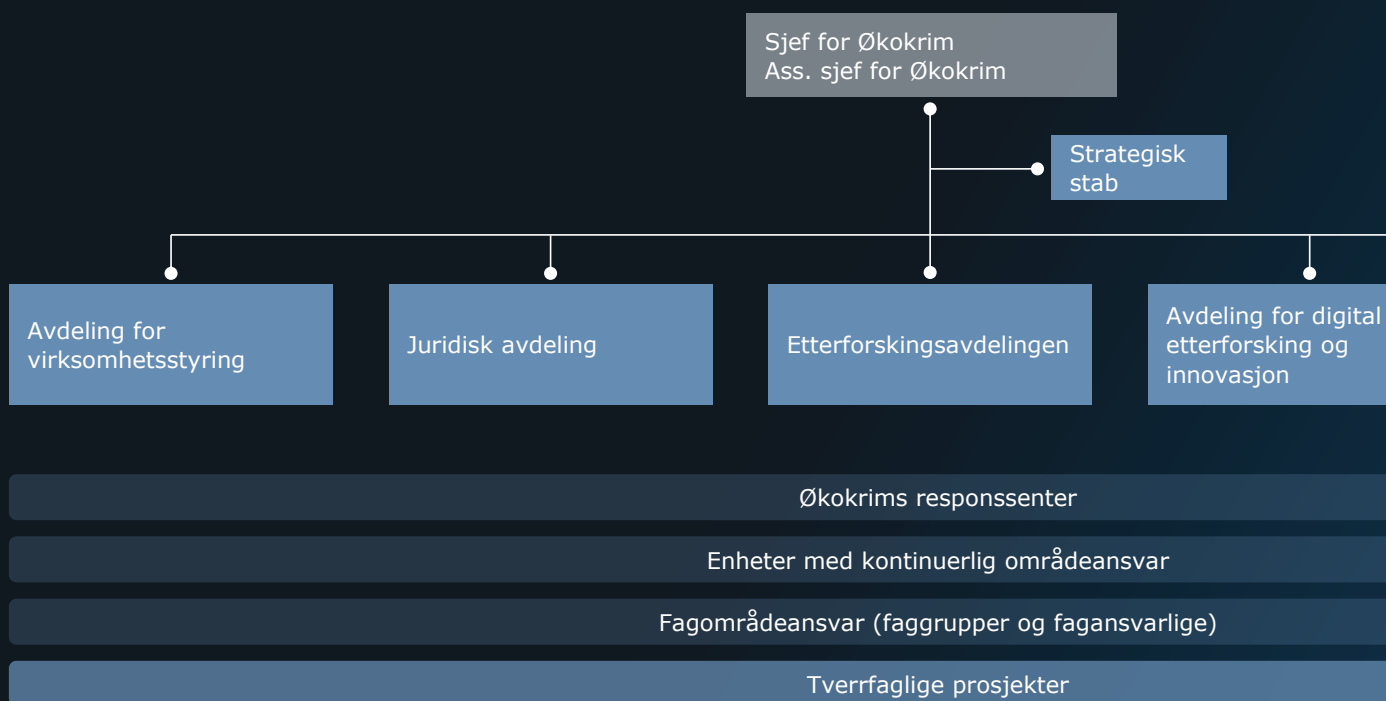 Sjef for Økokrim
Ass. sjef for Økokrim
Strategisk
stab
Avdeling for
virksomhetsstyring
Juridisk avdeling
Etterforskingsavdelingen
Avdeling for digital
etterforsking og
innovasjon
Økokrims responssenter
Enheter med kontinuerlig områdeansvar
Fagområdeansvar (faggrupper og fagansvarlige)
Tverrfaglige prosjekter